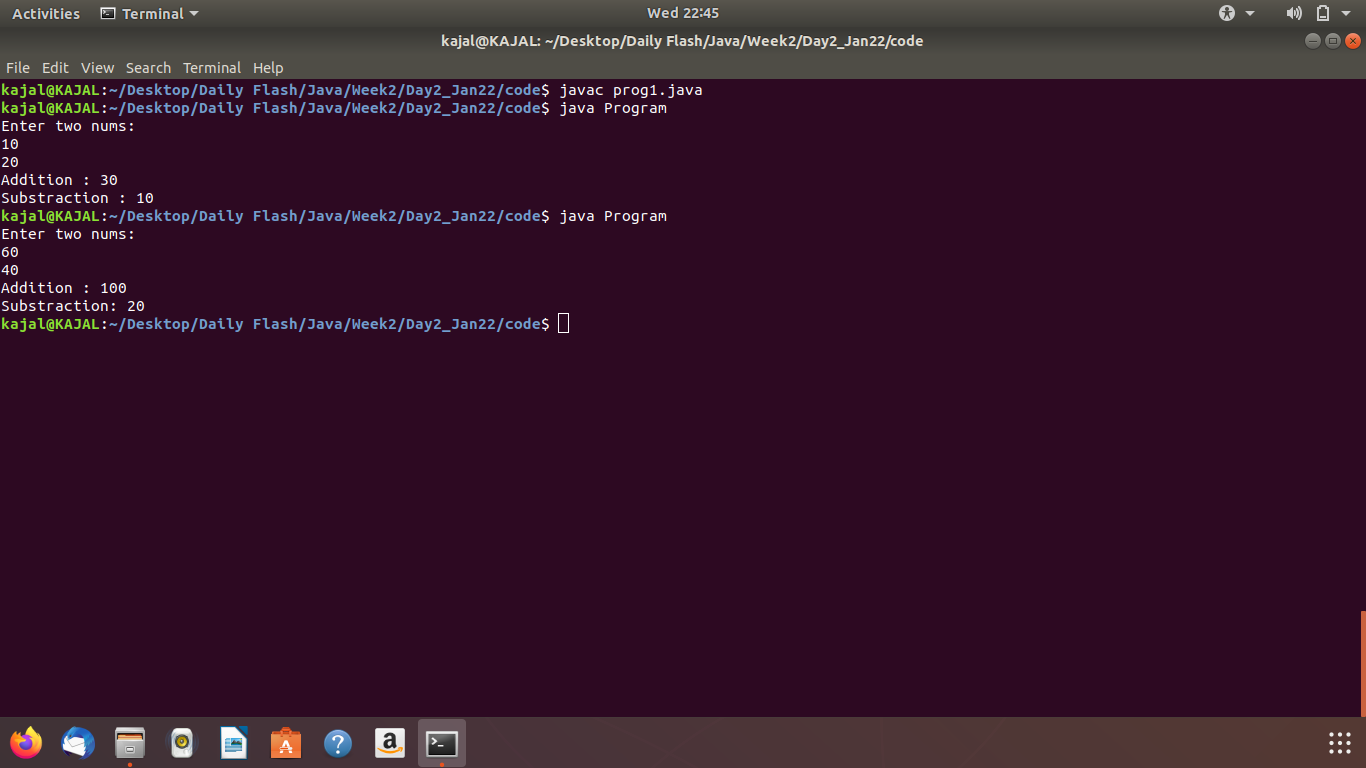 Activities Terminal Wed 22:45
kajal@KAJAL: ~/Desktop/Daily Flash/Java/Week2/Day2_Jan22/code
File Edit View Search Terminal Help
kajal@KAJAL:~/Desktop/Daily Flash/Java/Week2/Day2_Jan22/code$ javac prog1.java
kajal@KAJAL:~/Desktop/Daily Flash/Java/Week2/Day2_Jan22/code$ java Program
Enter two nums:
10
20
Addition : 30
Substraction : 10
kajal@KAJAL:~/Desktop/Daily Flash/Java/Week2/Day2_Jan22/code$ java Program
Enter two nums:
60
40
Addition : 100
Substraction: 20
kajal@KAJAL:~/Desktop/Daily Flash/Java/Week2/Day2_Jan22/code$